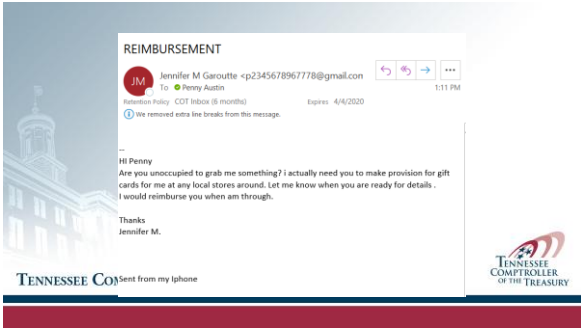 REIMBURSEMENT
JM
Jennifer M Garoutte <p2345678967778@gmail.con
To Penny Austin
1:11 PM
Retention Policy COT Inbox (6 months) Expires 4/4/2020
We removed extra line breaks from this message.
--
HI Penny
Are you unoccupied to grab me something? i actually need you to make provision for gift
cards for me at any local stores around. Let me know when you are ready for details .
I would reimburse you when am through.
Thanks
Jennifer M.
Sent from my Iphone
TENNESSEE COM
TENNESSEE
COMPTROLLER
OF THE TREASURY